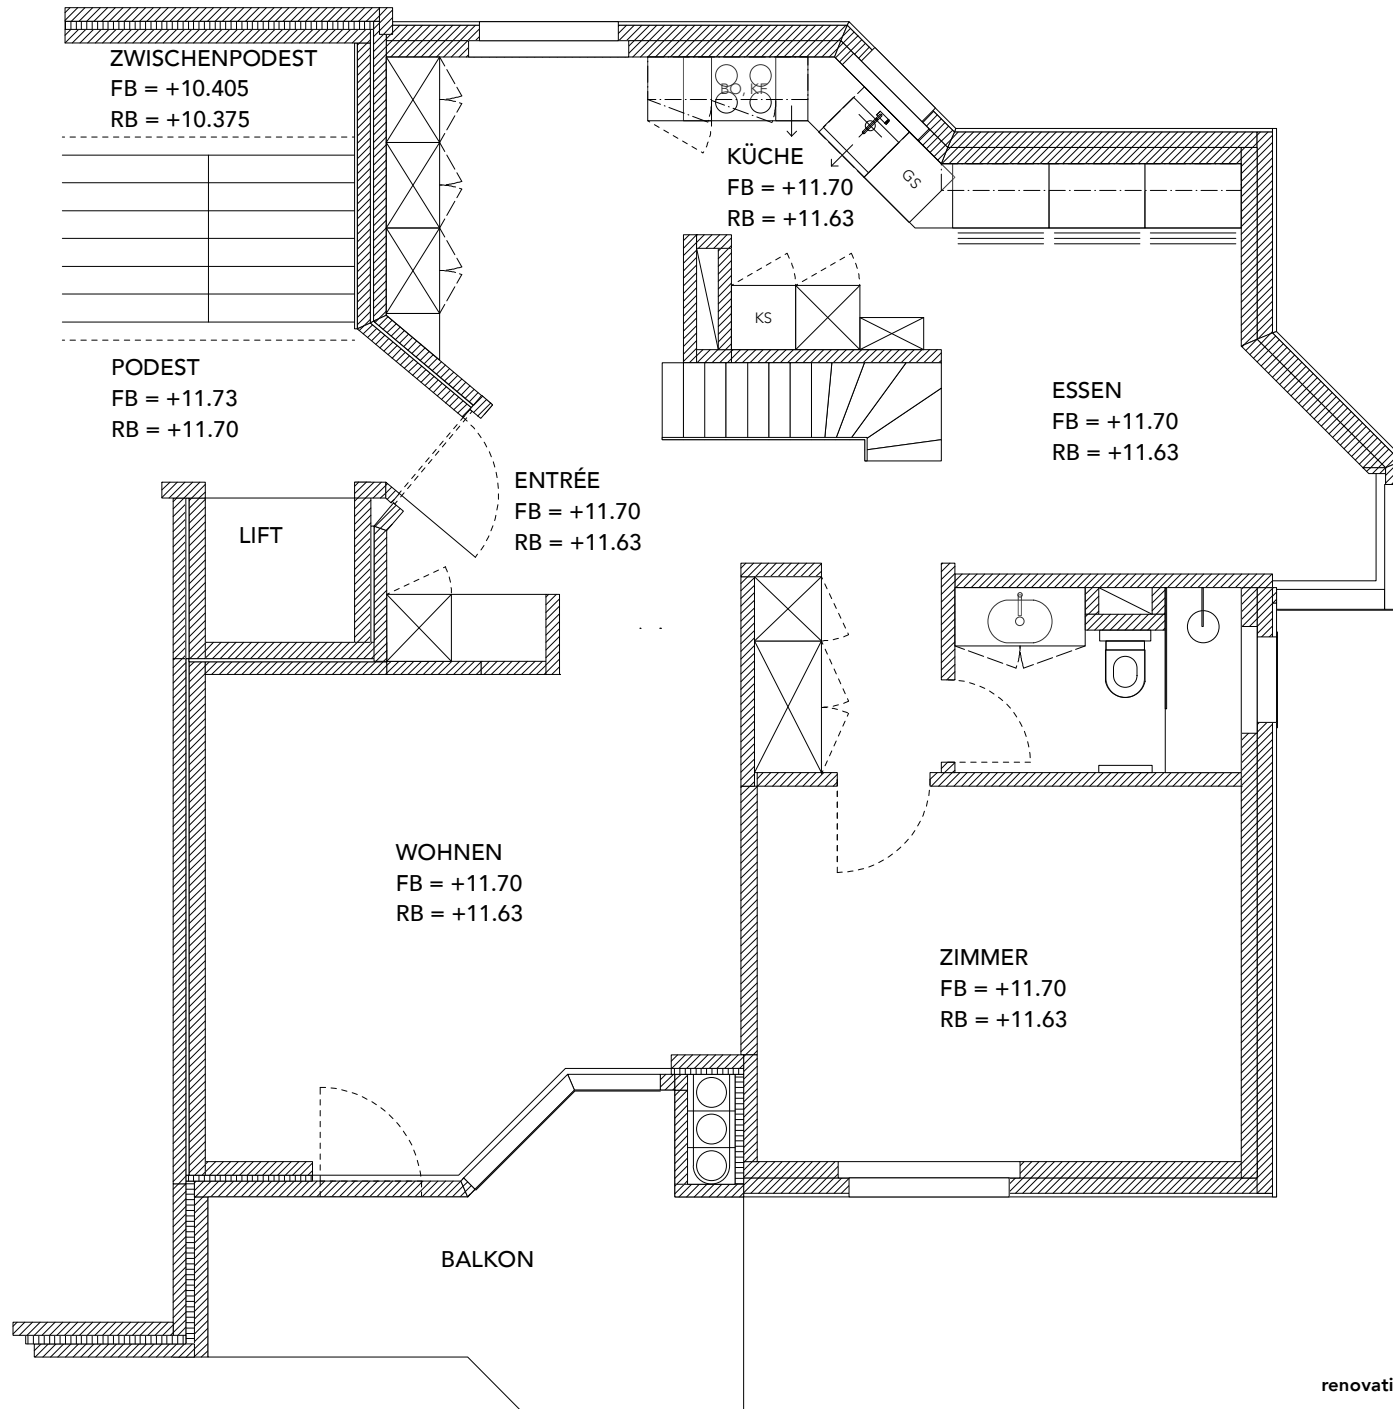 ZWISCHENPODEST
FB = +10.405
RB = +10.375
BO, KF
KÜCHE
FB = +11.70
RB = +11.63
GS
KS
PODEST
FB = +11.73
RB = +11.70
ESSEN
FB = +11.70
RB = +11.63
ENTRÉE
FB = +11.70
RB = +11.63
LIFT
WOHNEN
FB = +11.70
RB = +11.63
ZIMMER
FB = +11.70
RB = +11.63
BALKON
renovati